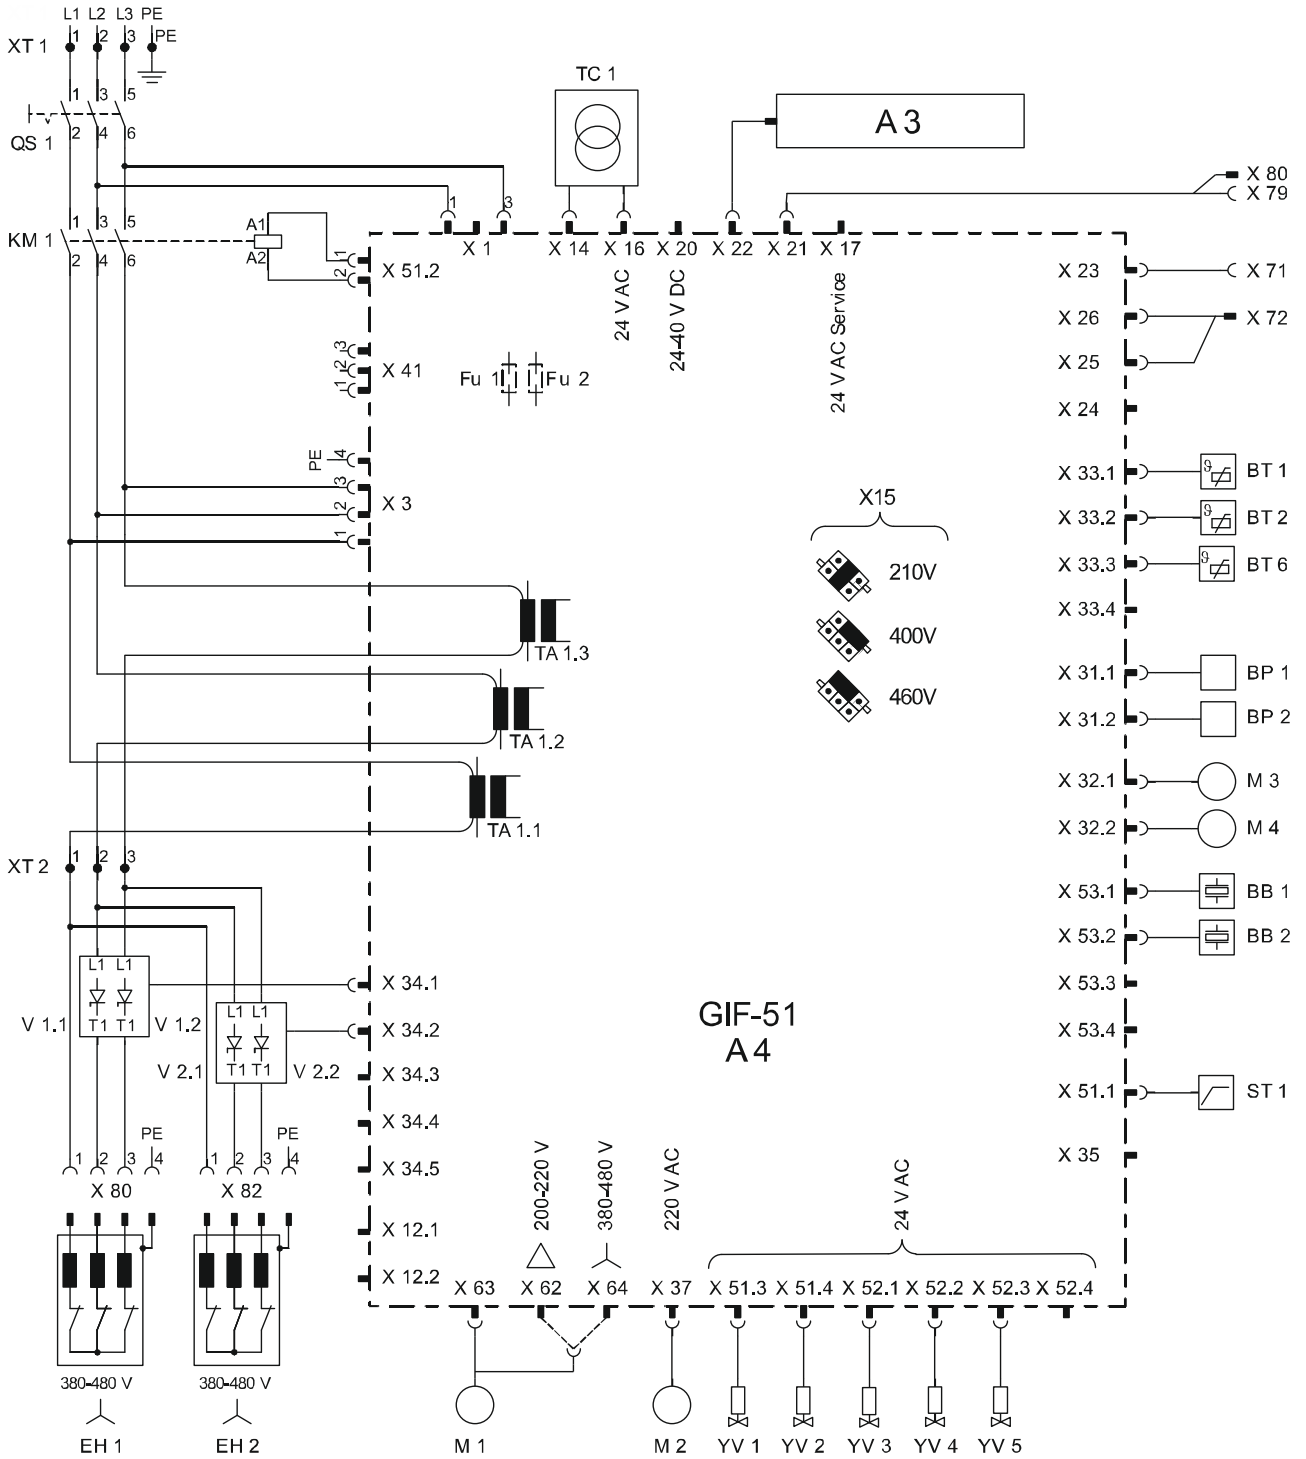 L1 L2 L3 PE
XT 1 1 2 3 PE
TC 1
A 3
1 3 5
QS 1 2 4 6
X 80
X 79
1 3
1 3 5
KM 1 A1
2 4 6 A2
1
2
X 51.2
X 1 X 14 X 16 X 20 X 22 X 21 X 17
24 V AC
24-40 V DC
24 V AC Service
X 23 X 71
X 26 X 72
X 25
X 24
3
2
1
X 41
Fu 1 Fu 2
PE 4
3
2
1
X 3
X15
210V
400V
460V
X 33.1 ϑ BT 1
X 33.2 ϑ BT 2
X 33.3 ϑ BT 6
X 33.4
X 31.1 BP 1
X 31.2 BP 2
X 32.1 M 3
X 32.2 M 4
X 53.1 BB 1
X 53.2 BB 2
X 53.3
X 53.4
X 51.1 ST 1
X 35
TA 1.3
TA 1.2
TA 1.1
XT 2 1 2 3
L1 L1
T1 T1
V 1.1 V 1.2
L1 L1
T1 T1
V 2.1 V 2.2
X 34.1
X 34.2
X 34.3
X 34.4
X 34.5
X 12.1
X 12.2
GIF-51
A 4
PE PE
1 2 3 4 1 2 3 4
X 80 X 82
200-220 V
380-480 V
220 V AC
24 V AC
X 63 X 62 X 64 X 37 X 51.3 X 51.4 X 52.1 X 52.2 X 52.3 X 52.4
380-480 V 380-480 V
EH 1 EH 2 M 1 M 2 YV 1 YV 2 YV 3 YV 4 YV 5